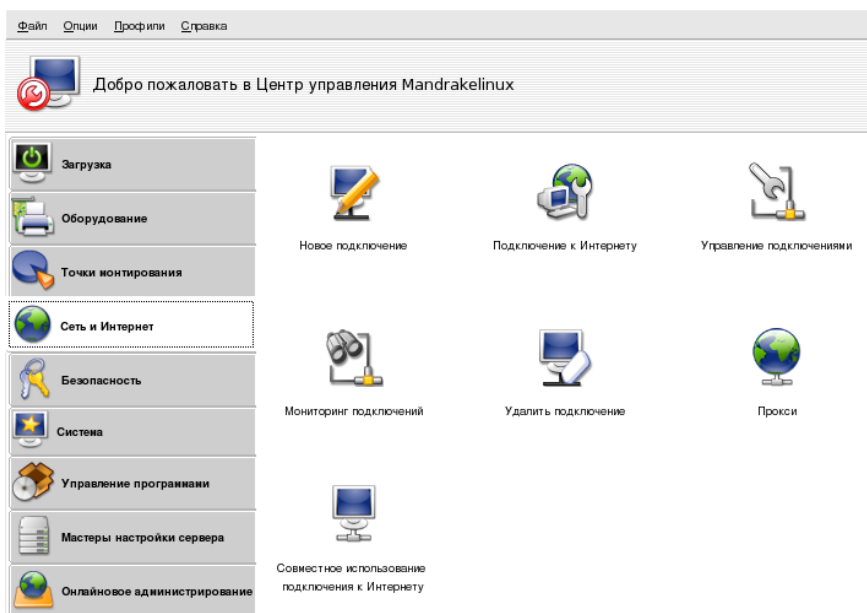 Файл Опции Профили Справка
Добро пожаловать в Центр управления Mandrakelinux
Загрузка
Оборудование
Точки монтирования
Сеть и Интернет
Безопасность
Система
Управление программами
Мастеры настройки сервера
Онлайновое администрирование
Новое подключение
Подключение к Интернету
Управление подключениями
Мониторинг подключений
Удалить подключение
Прокси
Совместное использование
подключения к Интернету